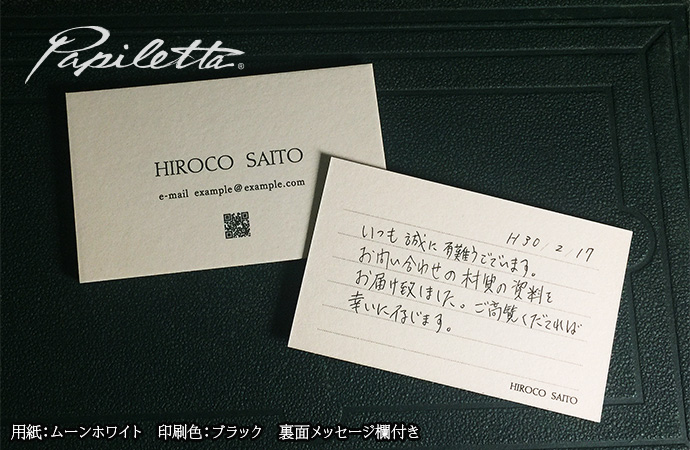 Papiletta®
HIROCO SAITO
e-mail example@example.com
H30/2/17
いつも誠に有難うございます。
お問い合わせの材質の資料を
お届け致しました。ご高覧くだされば
幸いに存じます。
HIROCO SAITO
用紙：ムーンホワイト　印刷色：ブラック　裏面メッセージ欄付き